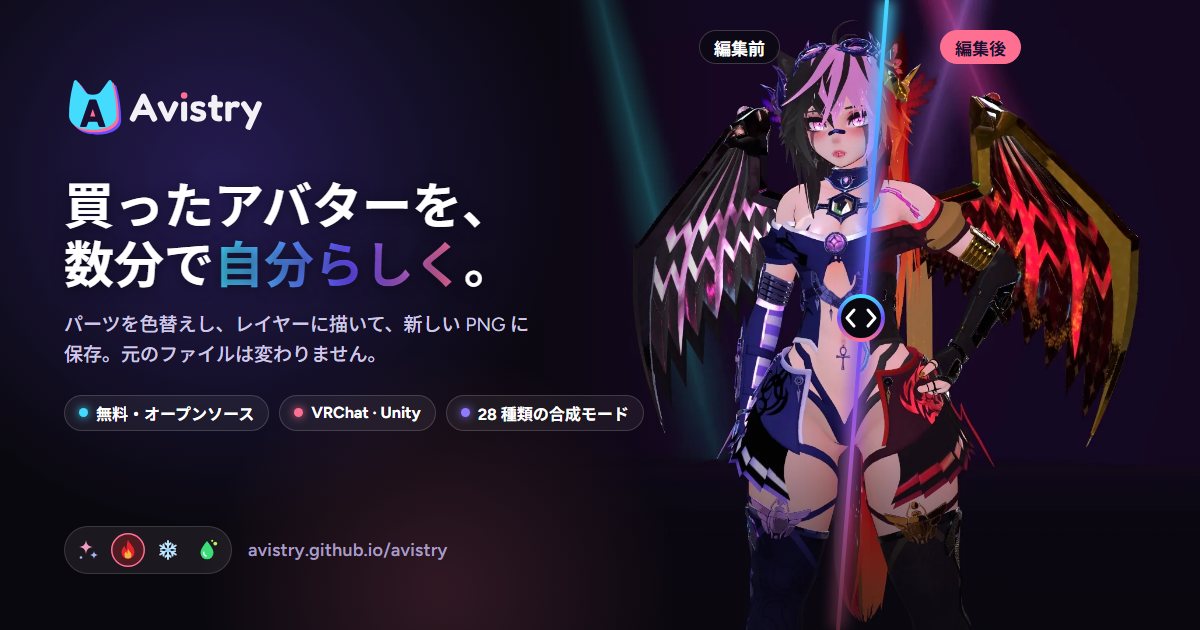 編集前
編集後
Avistry
買ったアバターを、
数分で自分らしく。
パーツを色替えし、レイヤーに描いて、新しい PNG に
保存。元のファイルは変わりません。
無料・オープンソース
VRChat · Unity
28 種類の合成モード
avistry.github.io/avistry